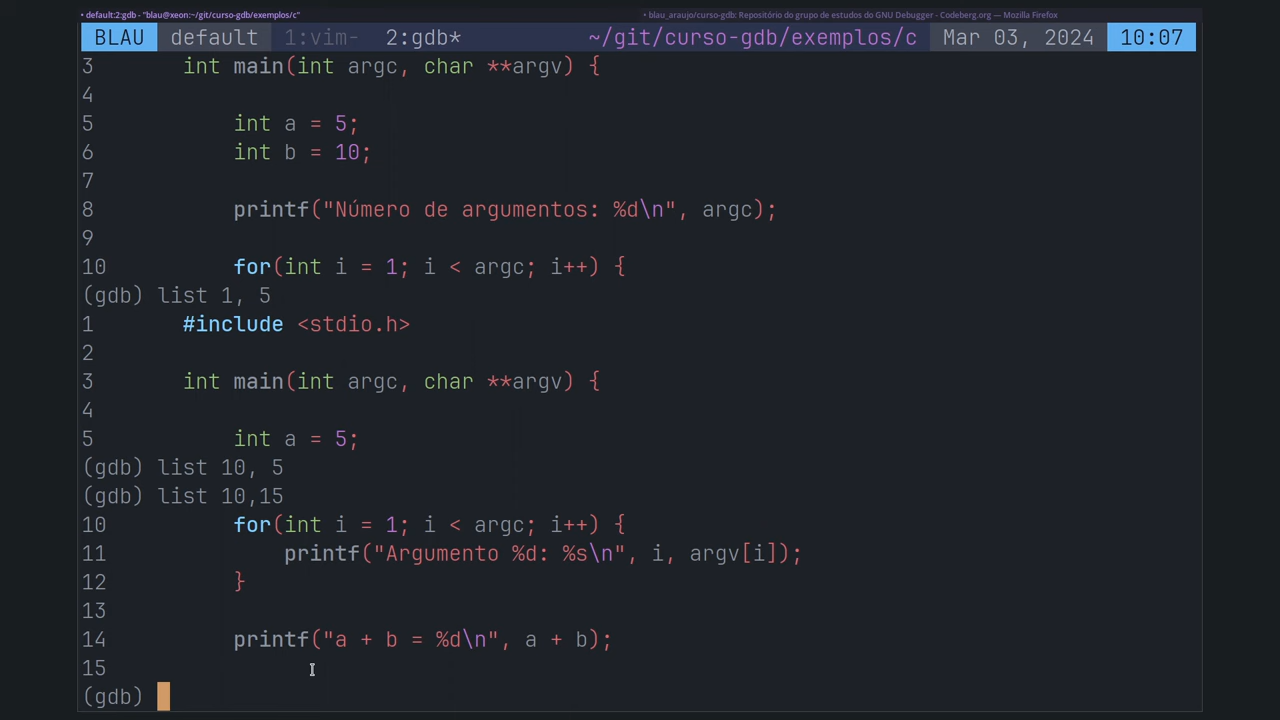 • default:2:gdb - "blau@xeon:~/git/curso-gdb/exemplos/c"
• blau_araujo/curso-gdb: Repositório do grupo de estudos do GNU Debugger - Codeberg.org — Mozilla Firefox
BLAU default 1:vim- 2:gdb* ~/git/curso-gdb/exemplos/c Mar 03, 2024 10:07
3 int main(int argc, char **argv) {
4
5 int a = 5;
6 int b = 10;
7
8 printf("Número de argumentos: %d\n", argc);
9
10 for(int i = 1; i < argc; i++) {
(gdb) list 1, 5
1 #include <stdio.h>
2
3 int main(int argc, char **argv) {
4
5 int a = 5;
(gdb) list 10, 5
(gdb) list 10,15
10 for(int i = 1; i < argc; i++) {
11 printf("Argumento %d: %s\n", i, argv[i]);
12 }
13
14 printf("a + b = %d\n", a + b);
15
(gdb)